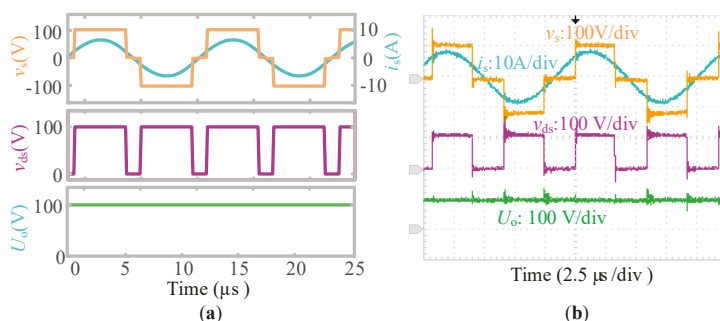 vs(V)
100
0
-100
10
0
-10
is(A)
vds(V)
100
0
Uo(V)
100
0
0 5 10 15 20 25
Time (μs )
(a)
vs:100V/div
is:10A/div
vds:100 V/div
Uo: 100 V/div
Time (2.5 μs /div )
(b)